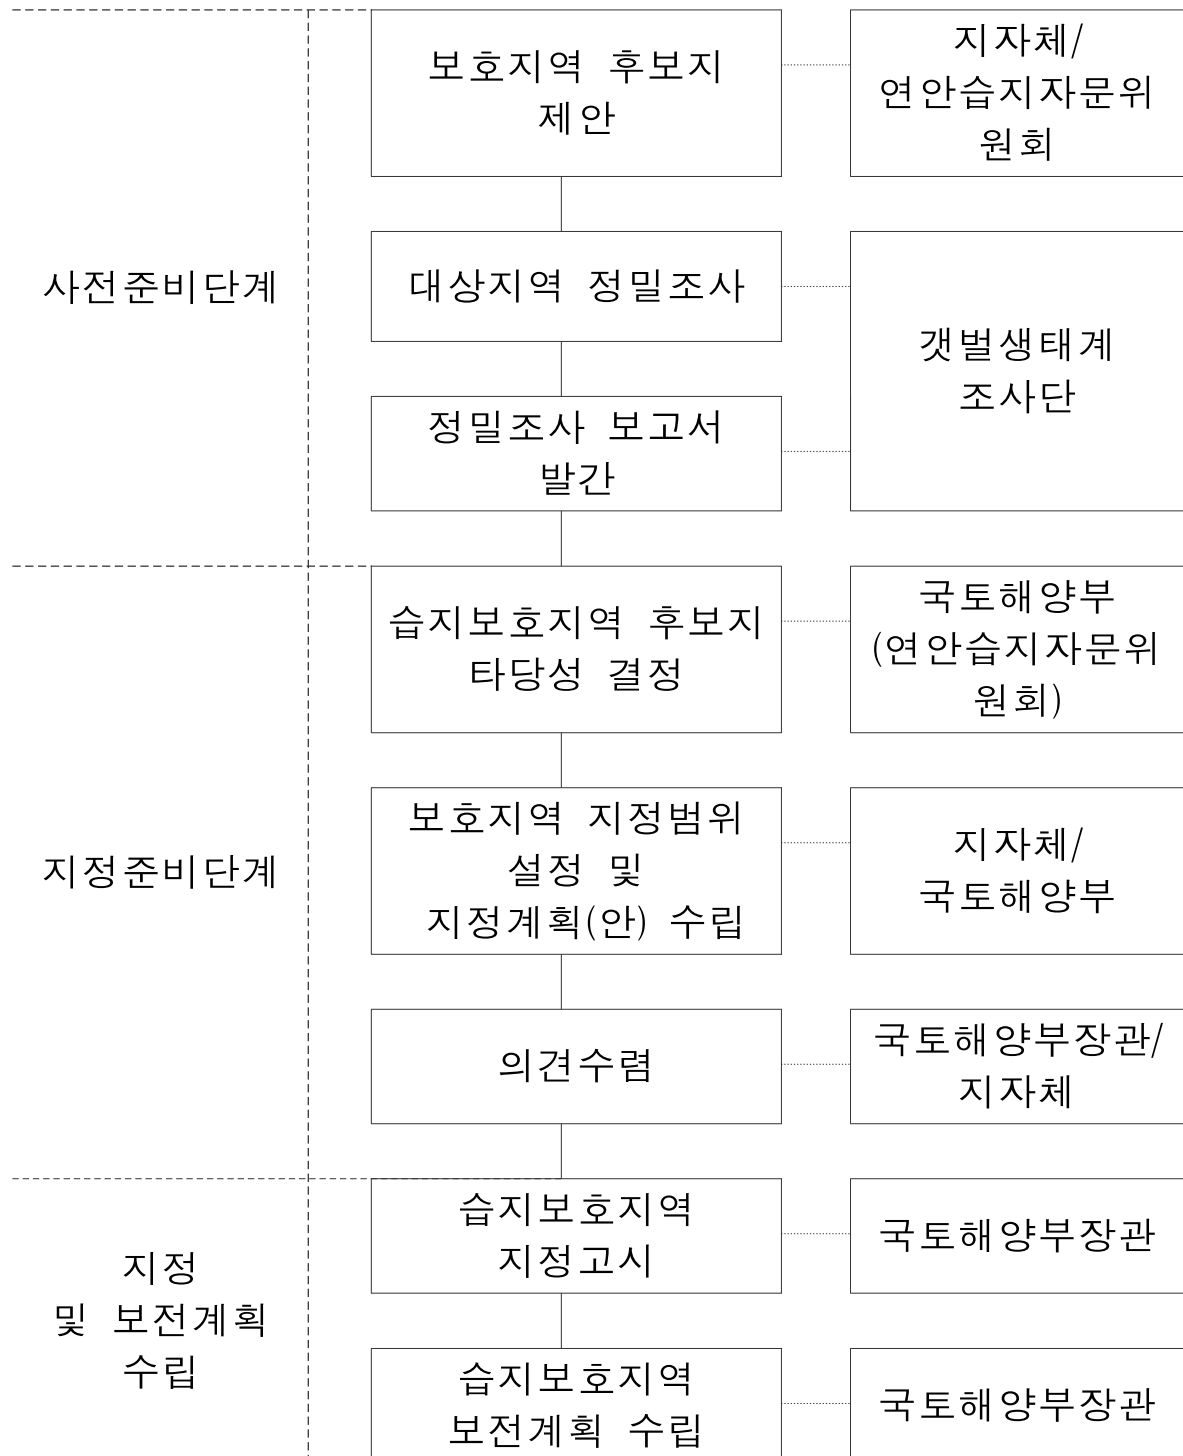 보호지역 후보지
제안
지자체/
연안습지자문위
원회
사전준비단계
대상지역 정밀조사
갯벌생태계
조사단
정밀조사 보고서
발간
습지보호지역 후보지
타당성 결정
국토해양부
(연안습지자문위
원회)
지정준비단계
보호지역 지정범위
설정 및
지정계획(안) 수립
지자체/
국토해양부
의견수렴
국토해양부장관/
지자체
지정
및 보전계획
수립
습지보호지역
지정고시
국토해양부장관
습지보호지역
보전계획 수립
국토해양부장관